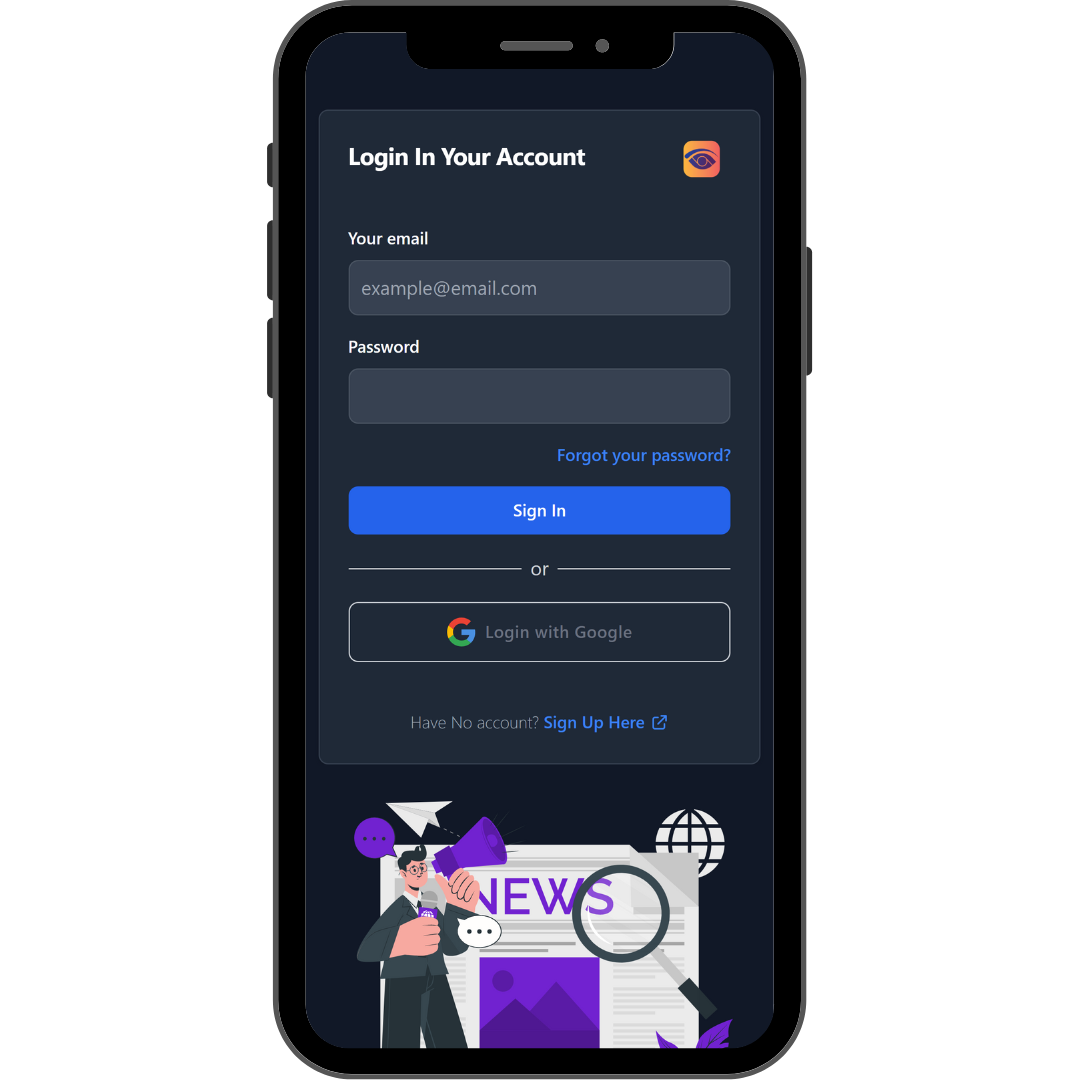 Login In Your Account
Your email
example@email.com
Password
Forgot your password?
Sign In
or
Login with Google
Have No account? Sign Up Here
NEWS